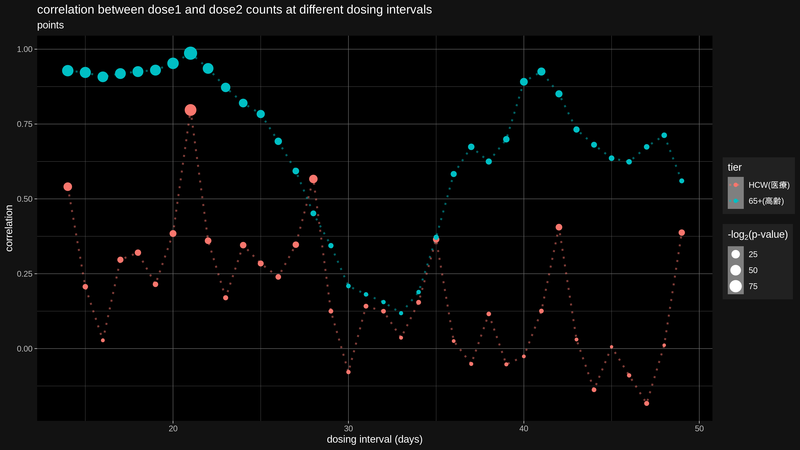 correlation between dose1 and dose2 counts at different dosing intervals
points
1.00
0.75
0.50
0.25
0.00
correlation
20
30
40
50
dosing interval (days)
tier
HCW(医療)
65+(高齢)
-log₂(p-value)
25
50
75